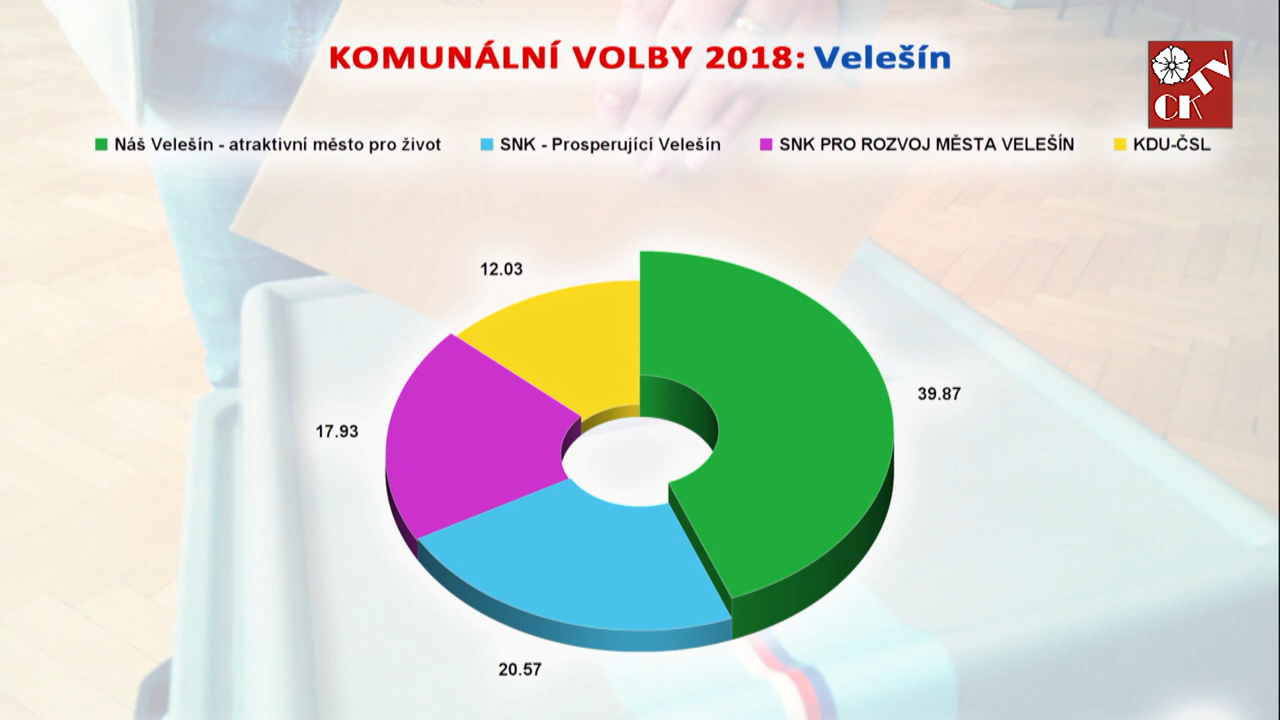 KOMUNÁLNÍ VOLBY 2018: Velešín
CK TV
Náš Velešín - atraktivní město pro život
SNK - Prosperující Velešín
SNK PRO ROZVOJ MĚSTA VELEŠÍN
KDU-ČSL
12.03
39.87
17.93
20.57